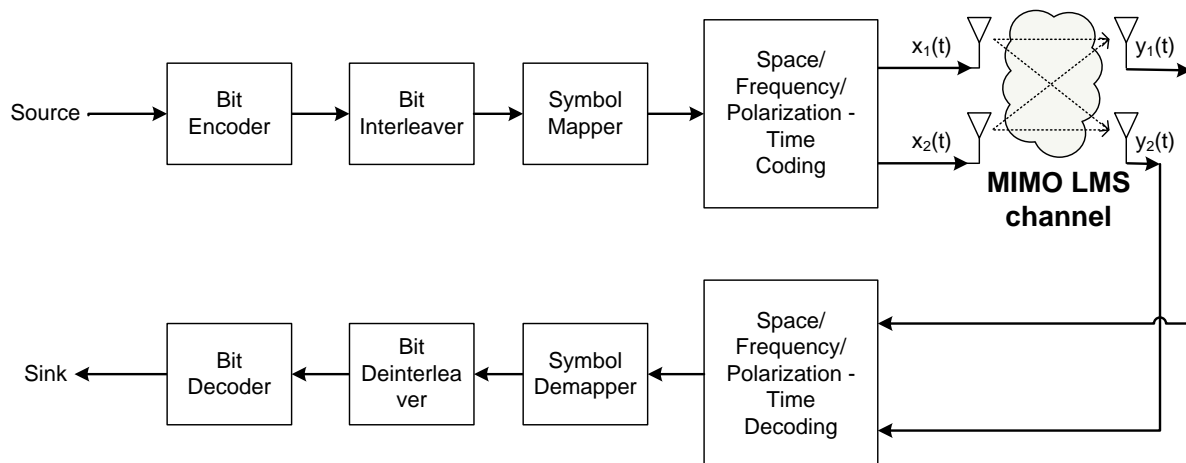 Source
Bit
Encoder
Bit
Interleaver
Symbol
Mapper
Space/
Frequency/
Polarization -
Time
Coding
x₁(t)
x₂(t)
y₁(t)
y₂(t)
MIMO LMS
channel
Sink
Bit
Decoder
Bit
Deinterlea
ver
Symbol
Demapper
Space/
Frequency/
Polarization -
Time
Decoding